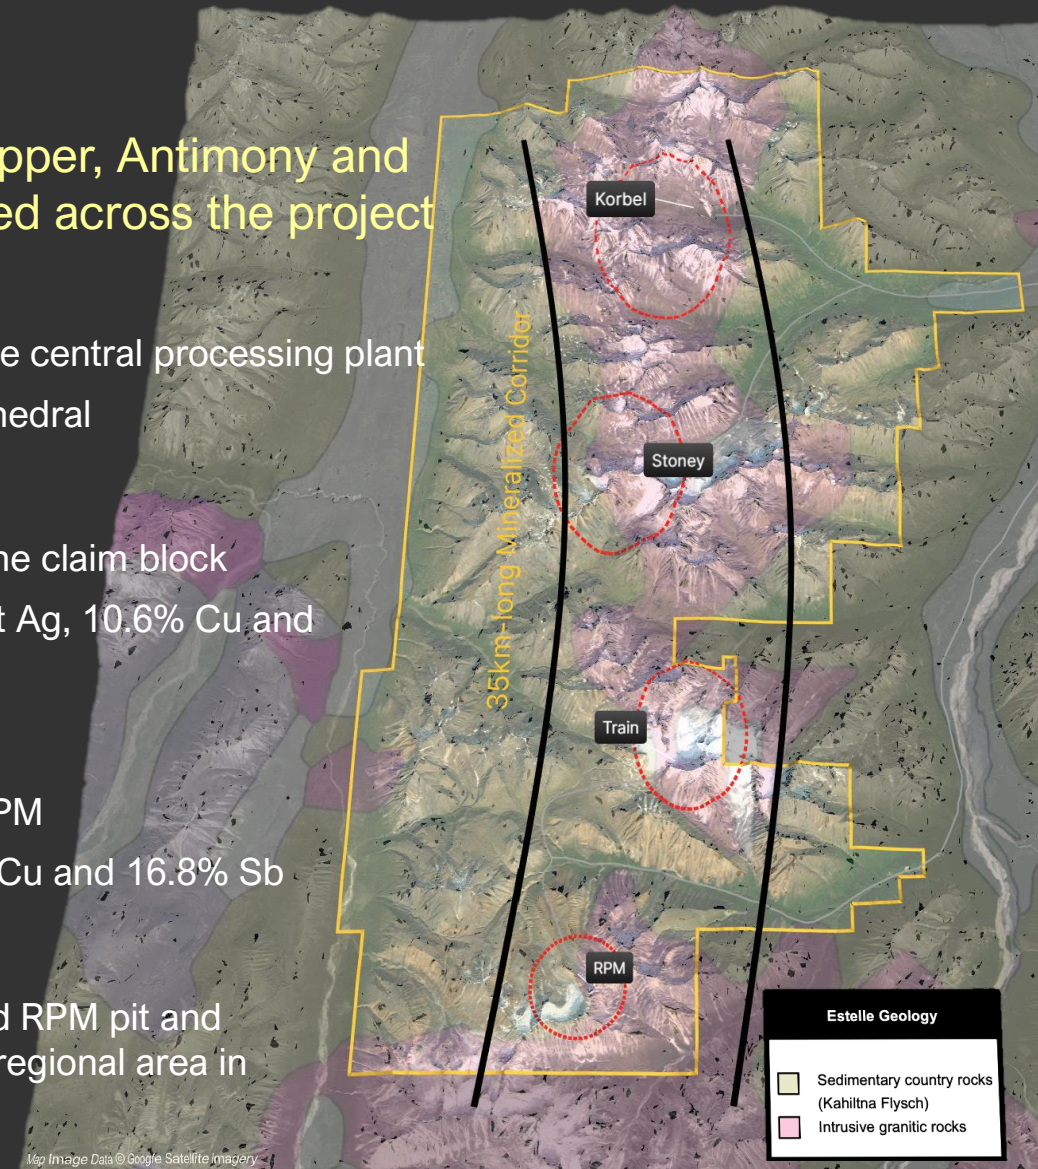 pper, Antimony and
ed across the project
e central processing plant
hedral
he claim block
t Ag, 10.6% Cu and
PM
Cu and 16.8% Sb
d RPM pit and
regional area in
Korbel
Stoney
35km-long Mineralized Corridor
Train
RPM
Estelle Geology
Sedimentary country rocks
(Kahiltna Flysch)
Intrusive granitic rocks
Map Image Data © Google Satellite Imagery